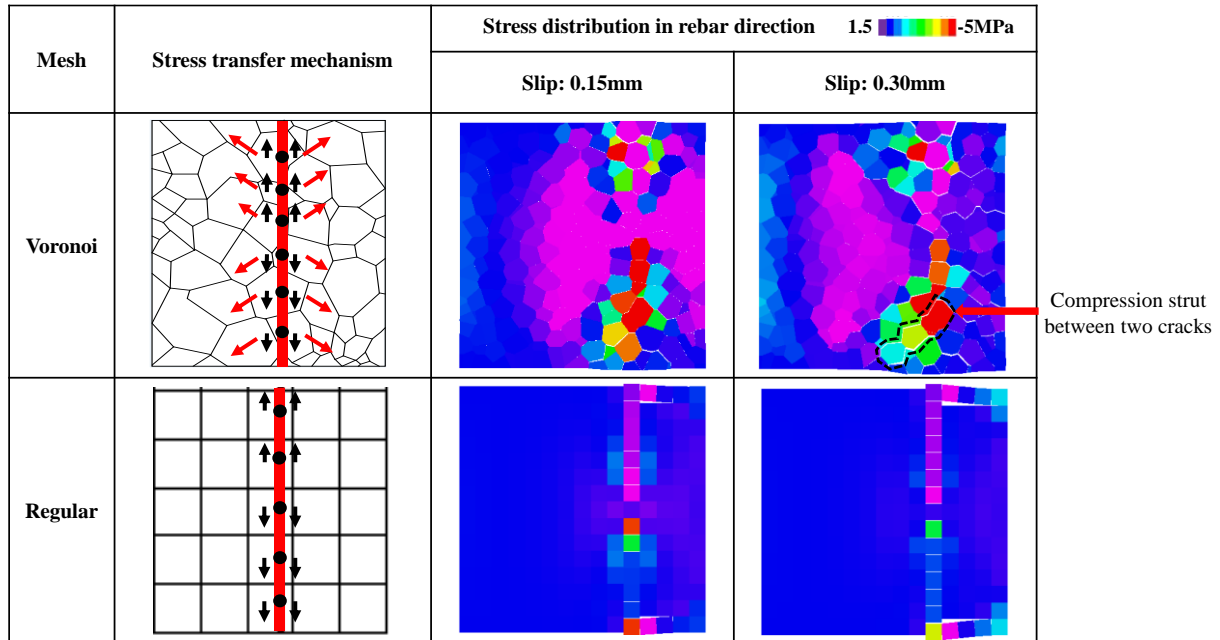 Mesh
Stress transfer mechanism
Stress distribution in rebar direction
1.5
-5MPa
Slip: 0.15mm
Slip: 0.30mm
Voronoi
Compression strut
between two cracks
Regular